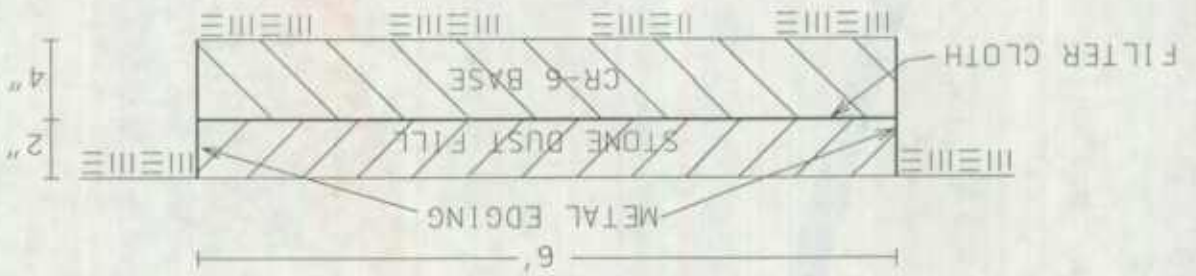 6'
METAL EDGING
STONE DUST FILL
2"
CR-6 BASE
4"
FILTER CLOTH